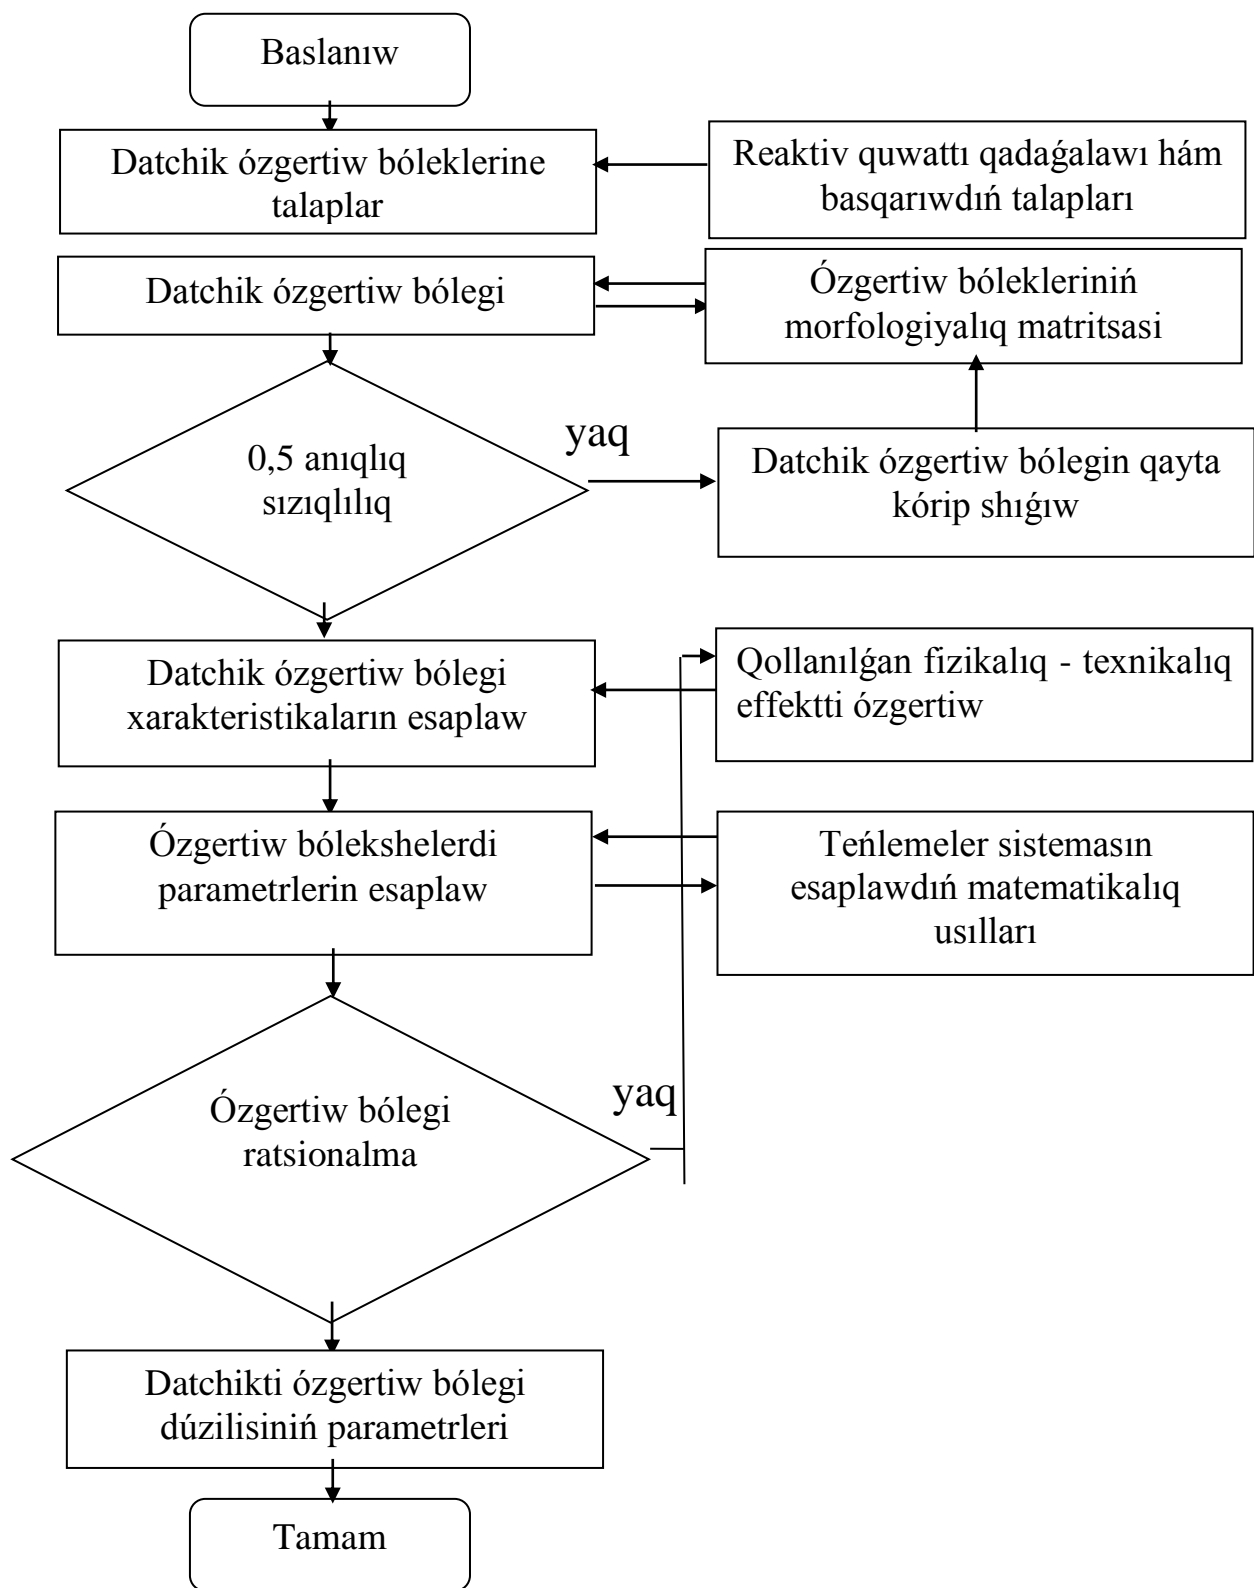 Baslanıw
Datchik ózgertiw bóleklerine
talaplar
Reaktiv quwattı qadaǵalawı hám
basqarıwdıń talapları
Datchik ózgertiw bólegi
Ózgertiw bólekleriniń
morfologiyalıq matritsasi
0,5 anıqlıq
sızıqlılıq
yaq
Datchik ózgertiw bólegin qayta
kórip shıǵıw
Datchik ózgertiw bólegi
xarakteristikaların esaplaw
Qollanılǵan fizikalıq - texnikalıq
effektti ózgertiw
Ózgertiw bólekshelerdi
parametrlerin esaplaw
Teńlemeler sistemasın
esaplawdıń matematikalıq
usılları
Ózgertiw bólegi
ratsionalma
yaq
Datchikti ózgertiw bólegi
dúzilisiniń parametrleri
Tamam